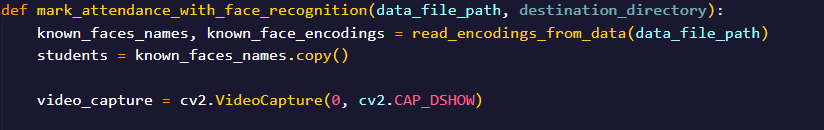 def mark_attendance_with_face_recognition(data_file_path, destination_directory):
    known_faces_names, known_face_encodings = read_encodings_from_data(data_file_path)
    students = known_faces_names.copy()
    video_capture = cv2.VideoCapture(0, cv2.CAP_DSHOW)